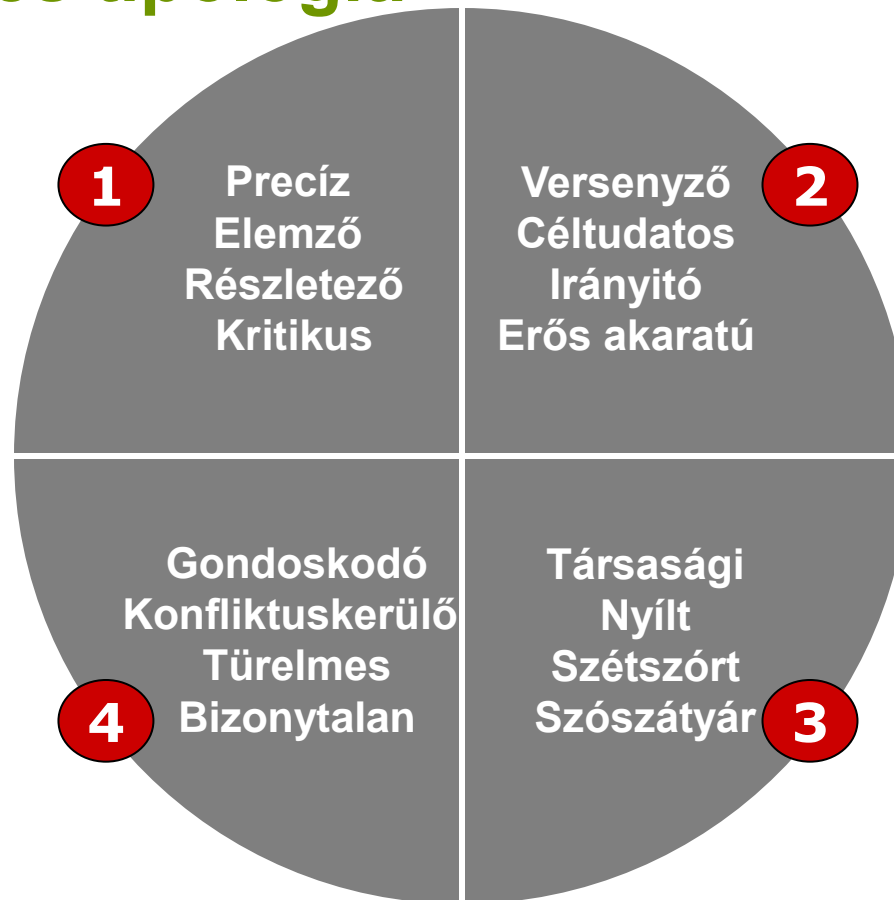 1
Precíz
Elemző
Részletező
Kritikus
2
Versenyző
Céltudatos
Irányitó
Erős akaratú
4
Gondoskodó
Konfliktuskerülő
Türelmes
Bizonytalan
3
Társasági
Nyílt
Szétszórt
Szószátyár